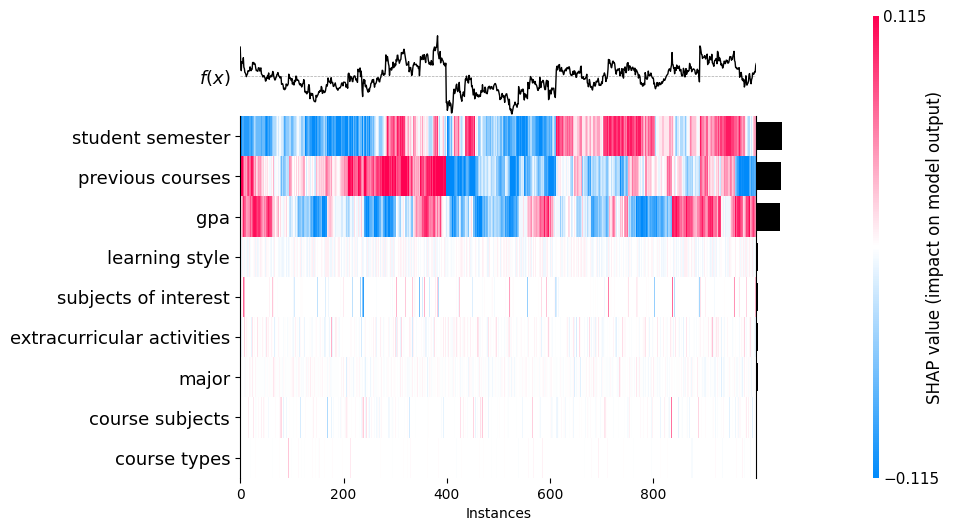 0.115
f(x)
student semester
previous courses
gpa
learning style
subjects of interest
extracurricular activities
major
course subjects
course types
0 200 400 600 800
Instances
−0.115
SHAP value (impact on model output)